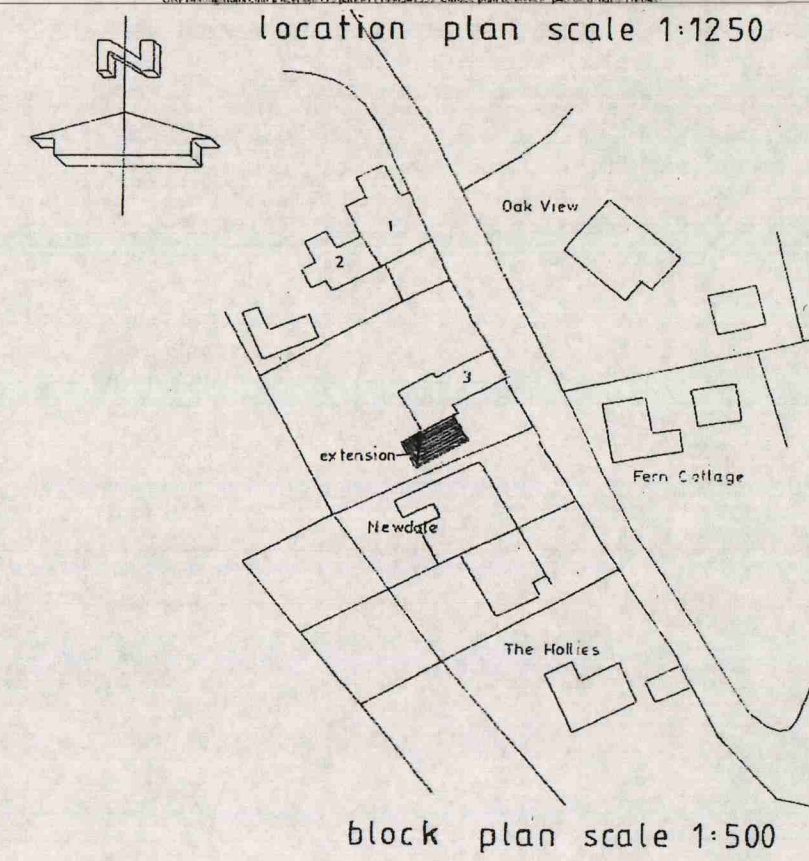 location plan scale 1:1250
N
Oak View
1
2
3
extension
Fern Cottage
Newdale
The Hollies
block plan scale 1:500